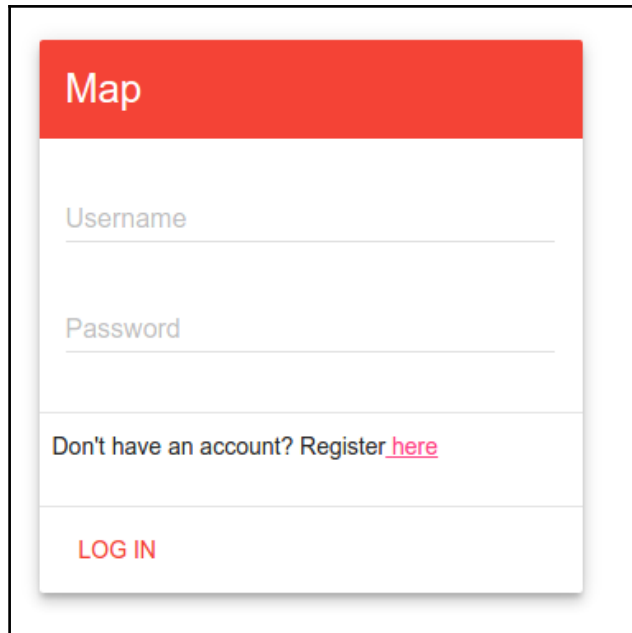 Map
Username
Password
Don't have an account? Register here
LOG IN